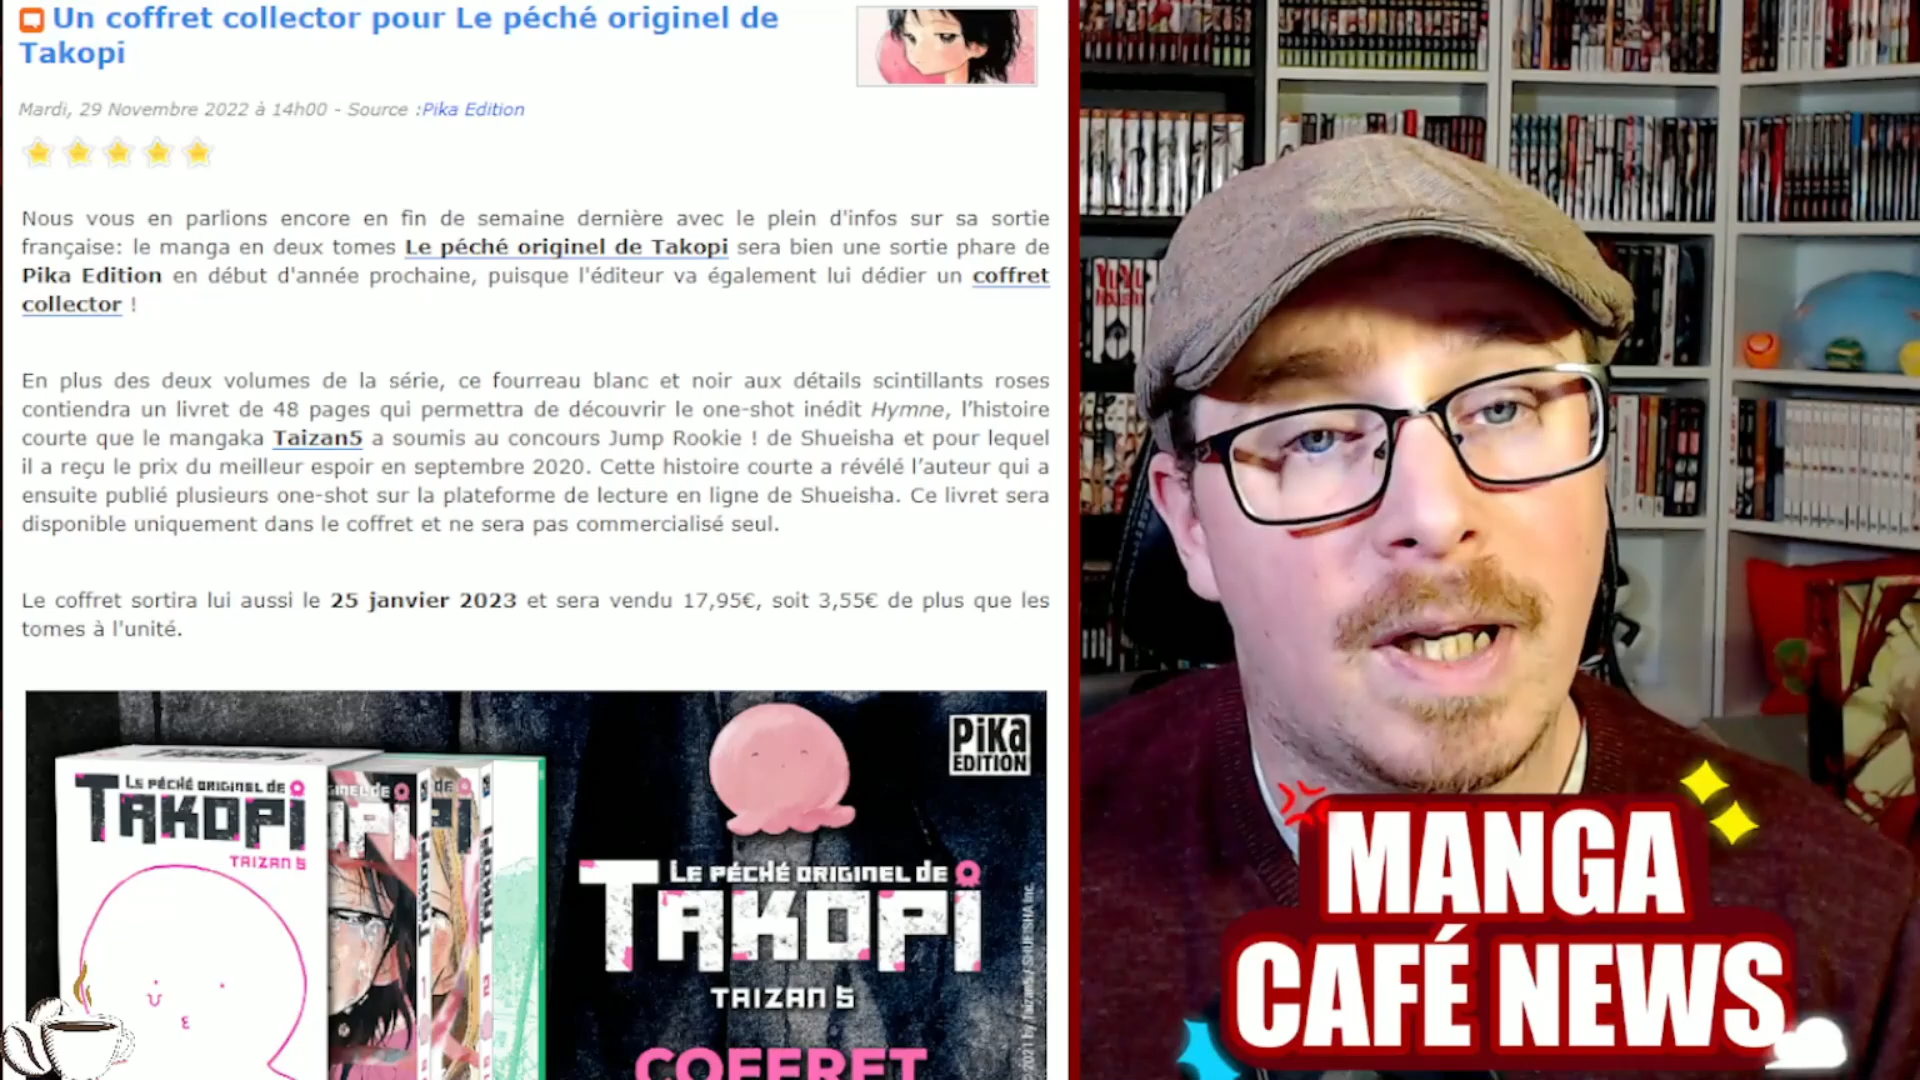 Un coffret collector pour Le péché originel de
Takopi
Mardi, 29 Novembre 2022 à 14h00 - Source :Pika Edition
Nous vous en parlions encore en fin de semaine dernière avec le plein d'infos sur sa sortie
française: le manga en deux tomes Le péché originel de Takopi sera bien une sortie phare de
Pika Edition en début d'année prochaine, puisque l'éditeur va également lui dédier un coffret
collector !
En plus des deux volumes de la série, ce fourreau blanc et noir aux détails scintillants roses
contiendra un livret de 48 pages qui permettra de découvrir le one-shot inédit Hymne, l’histoire
courte que le mangaka Taizan5 a soumis au concours Jump Rookie ! de Shueisha et pour lequel
il a reçu le prix du meilleur espoir en septembre 2020. Cette histoire courte a révélé l’auteur qui a
ensuite publié plusieurs one-shot sur la plateforme de lecture en ligne de Shueisha. Ce livret sera
disponible uniquement dans le coffret et ne sera pas commercialisé seul.
Le coffret sortira lui aussi le 25 janvier 2023 et sera vendu 17,95€, soit 3,55€ de plus que les
tomes à l'unité.
PiKa
EDITION
LE PÉCHÉ ORIGINEL DE
TAKOPI
TAIZAN 5
LE PÉCHÉ ORIGINEL DE
TAKOPI
TAIZAN 5
COFFRET
MANGA
CAFÉ NEWS